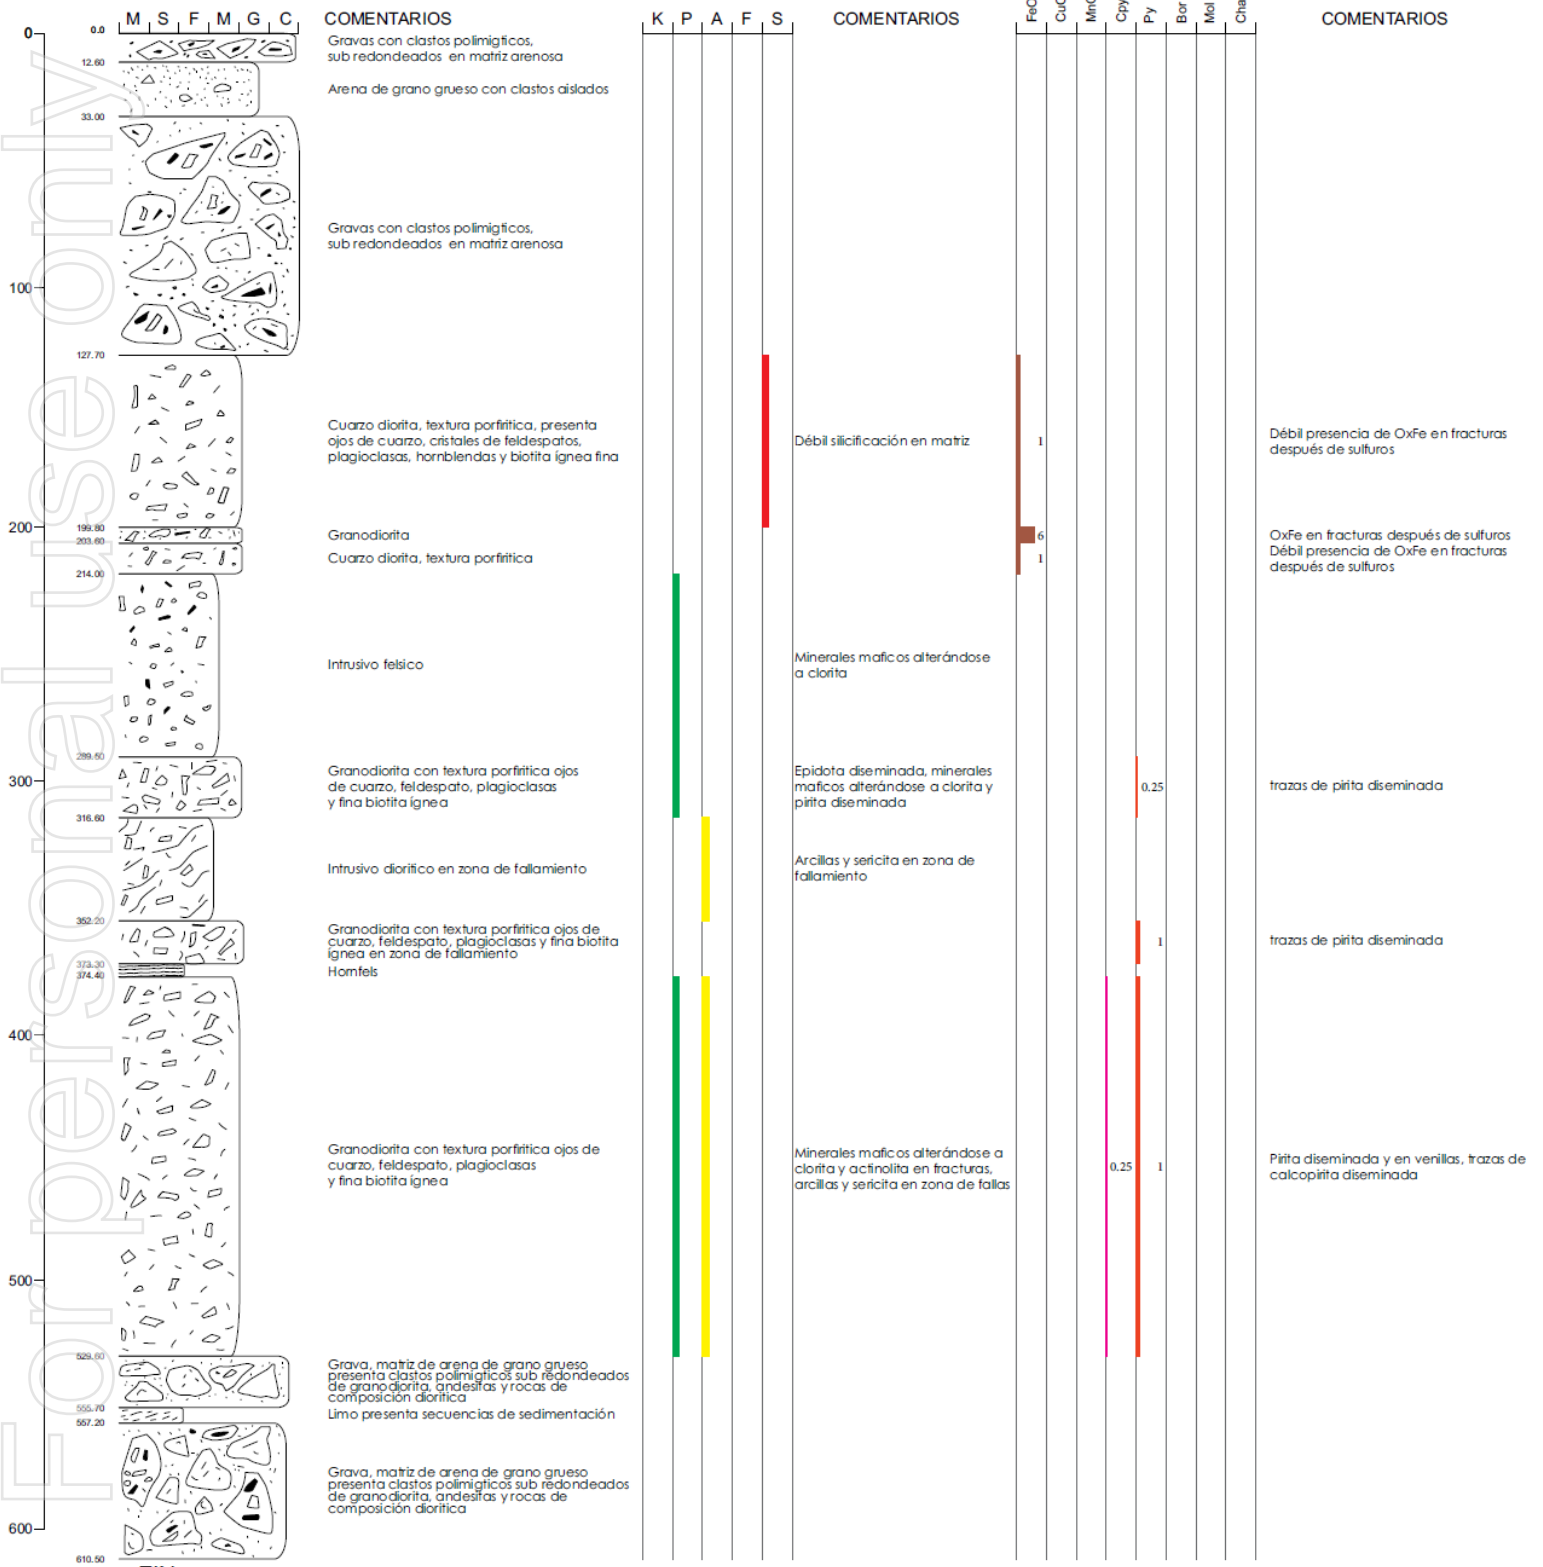 M S F M G C COMENTARIOS K P A F S COMENTARIOS Cpy Py Bor Mol COMENTARIOS
0 0.0
Gravas con clastos polimigticos,
sub redondeados en matriz arenosa
12.60
Arena de grano grueso con clastos aislados
33.00
Gravas con clastos polimigticos,
sub redondeados en matriz arenosa
100
127.70
Cuarzo diorita, textura porfiritica, presenta
ojos de cuarzo, cristales de feldespatos,
plagioclasas, hornblendas y biotita ígnea fina
Débil silicificación en matriz
1
Débil presencia de OxFe en fracturas
después de sulfuros
200 199.80
Granodiorita
6
OxFe en fracturas después de sulfuros
203.60
Cuarzo diorita, textura porfiritica
1
Débil presencia de OxFe en fracturas
después de sulfuros
214.00
Intrusivo felsico
Minerales maficos alterándose
a clorita
289.50
300
Granodiorita con textura porfiritica ojos
de cuarzo, feldespato, plagioclasas
y fina biotita ígnea
Epidota diseminada, minerales
maficos alterándose a clorita y
pirita diseminada
0.25
trazas de pirita diseminada
316.60
Intrusivo dioritico en zona de fallamiento
Arcillas y sericita en zona de
fallamiento
352.20
Granodiorita con textura porfiritica ojos de
cuarzo, feldespato, plagioclasas y fina biotita
ígnea en zona de fallamiento
1
trazas de pirita diseminada
373.30
Hornfels
374.40
400
Granodiorita con textura porfiritica ojos de
cuarzo, feldespato, plagioclasas
y fina biotita ígnea
Minerales maficos alterándose a
clorita y actinolita en fracturas,
arcillas y sericita en zona de fallas
0.25 1
Pirita diseminada y en venillas, trazas de
calcopirita diseminada
500
529.60
Grava, matriz de arena de grano grueso
presenta clastos polimigticos sub redondeados
de granodiorita, andesitas y rocas de
composición dioritica
555.70
Limo presenta secuencias de sedimentación
557.20
Grava, matriz de arena de grano grueso
presenta clastos polimigticos sub redondeados
de granodiorita, andesitas y rocas de
composición dioritica
600
610.50
For personal use only